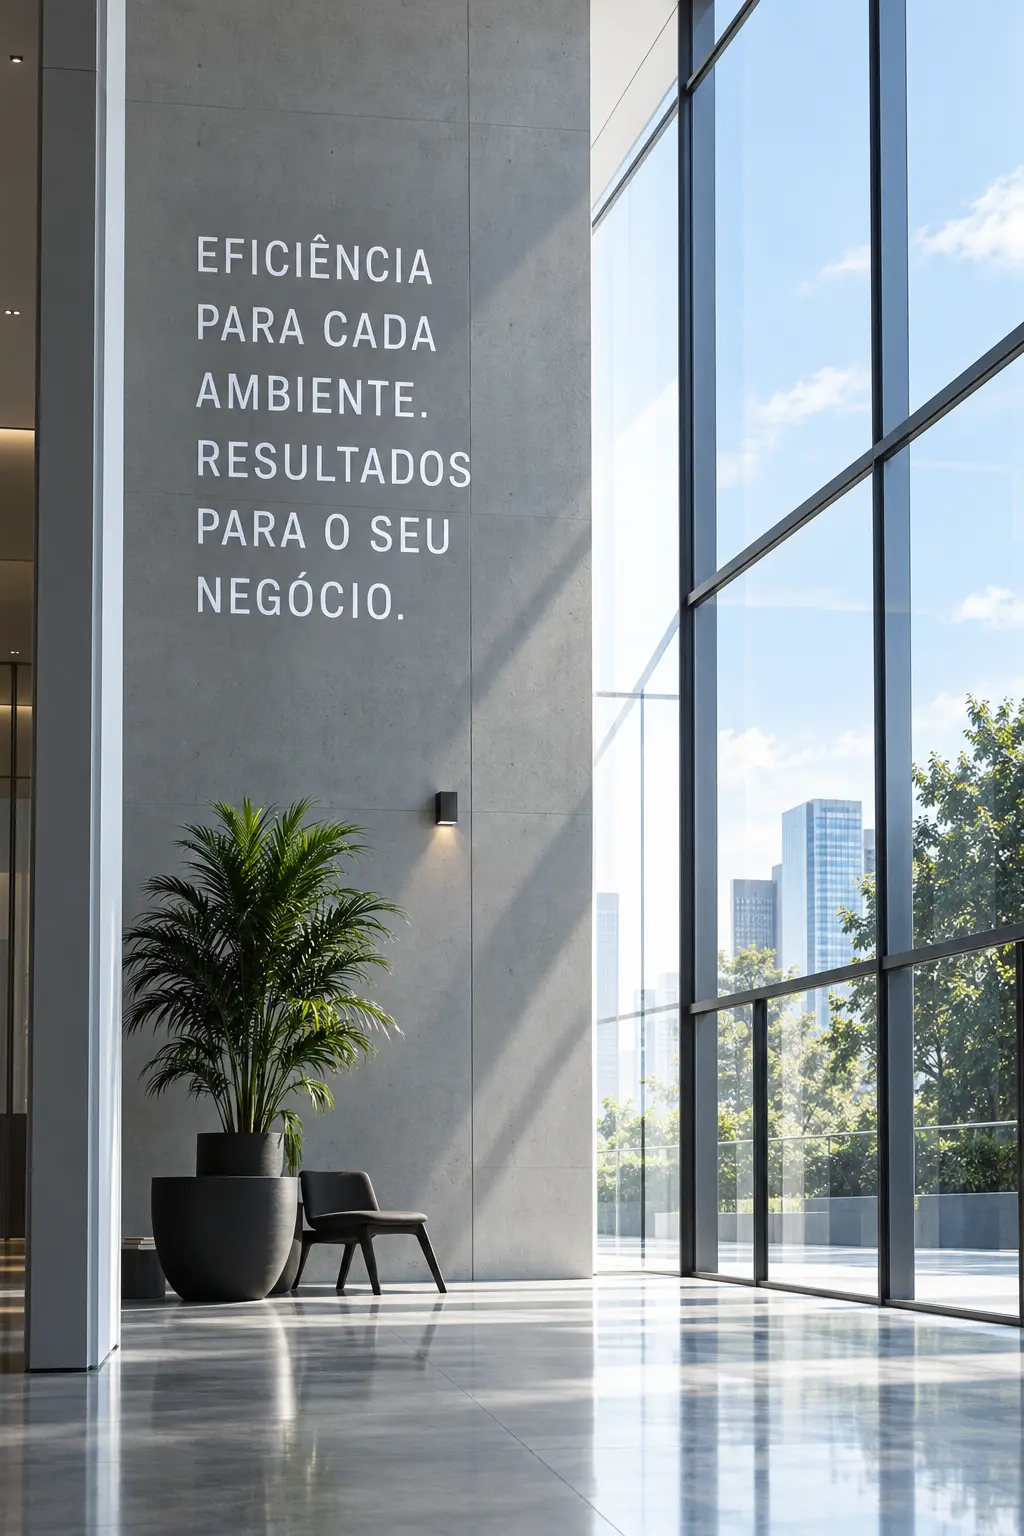 EFICIÊNCIA
PARA CADA
AMBIENTE.
RESULTADOS
PARA O SEU
NEGÓCIO.